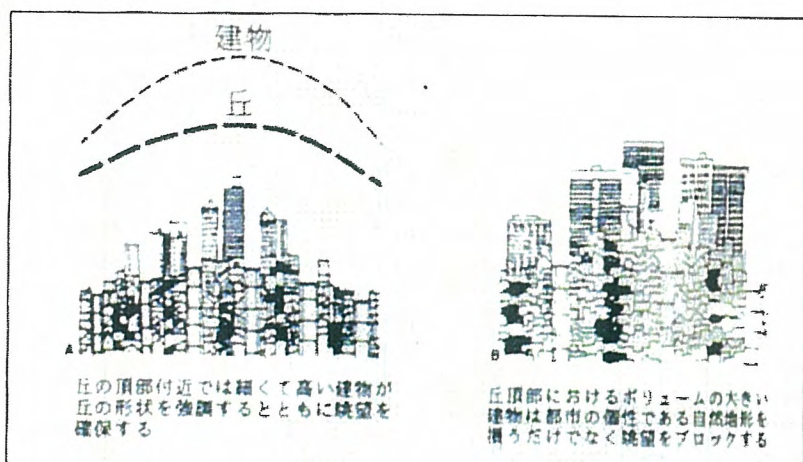 建物
丘
A
B
丘の頂部付近では細くて高い建物が
丘の形状を強調するとともに眺望を
確保する
丘頂部におけるボリュームの大きい
建物は都市の個性である自然地形を
損うだけでなく眺望をブロックする